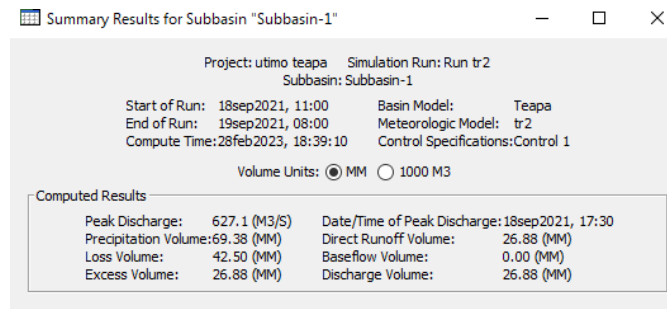 Summary Results for Subbasin "Subbasin-1"
Project: utimo teapa Simulation Run: Run tr2
Subbasin: Subbasin-1
Start of Run: 18sep2021, 11:00 Basin Model: Teapa
End of Run: 19sep2021, 08:00 Meteorologic Model: tr2
Compute Time:28feb2023, 18:39:10 Control Specifications:Control 1
Volume Units: MM 1000 M3
Computed Results
Peak Discharge: 627.1 (M3/S) Date/Time of Peak Discharge:18sep2021, 17:30
Precipitation Volume:69.38 (MM) Direct Runoff Volume: 26.88 (MM)
Loss Volume: 42.50 (MM) Baseflow Volume: 0.00 (MM)
Excess Volume: 26.88 (MM) Discharge Volume: 26.88 (MM)